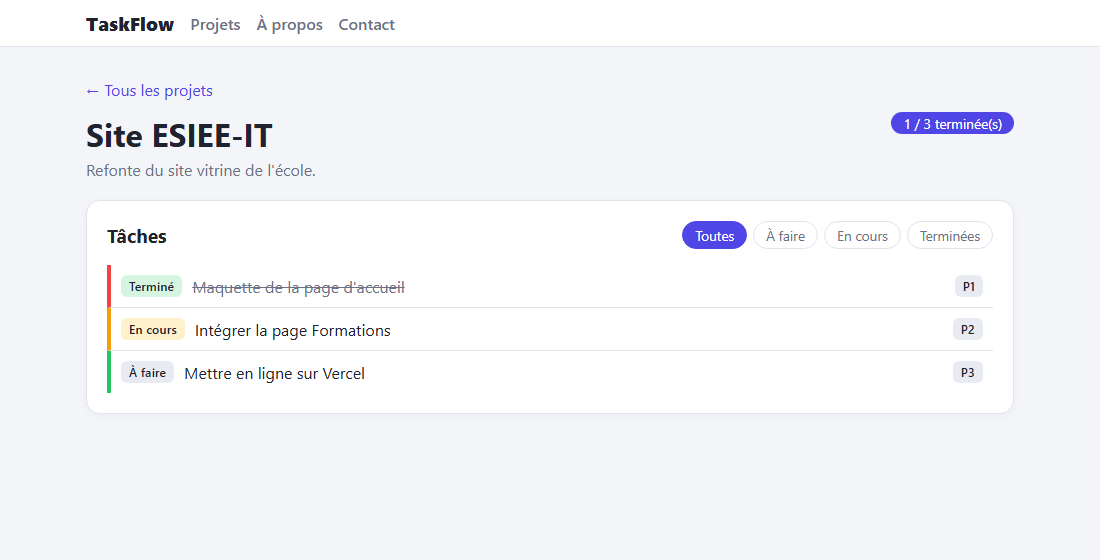 TaskFlow Projets À propos Contact
← Tous les projets
Site ESIEE-IT
1 / 3 terminée(s)
Refonte du site vitrine de l'école.
Tâches
Toutes À faire En cours Terminées
Terminé Maquette de la page d'accueil P1
En cours Intégrer la page Formations P2
À faire Mettre en ligne sur Vercel P3